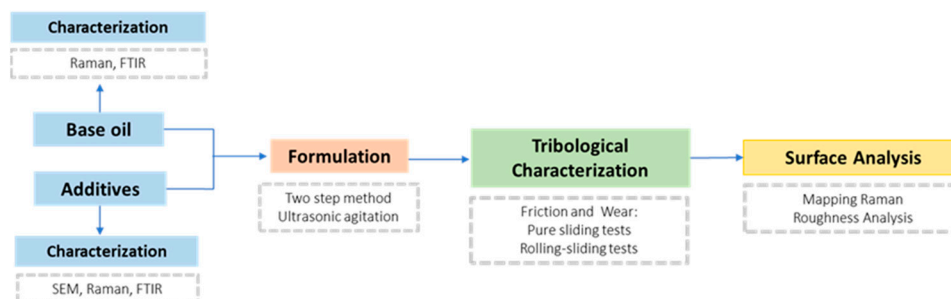 Characterization
Raman, FTIR
Base oil
Additives
Characterization
SEM, Raman, FTIR
Formulation
Two step method
Ultrasonic agitation
Tribological
Characterization
Friction and Wear:
Pure sliding tests
Rolling-sliding tests
Surface Analysis
Mapping Raman
Roughness Analysis